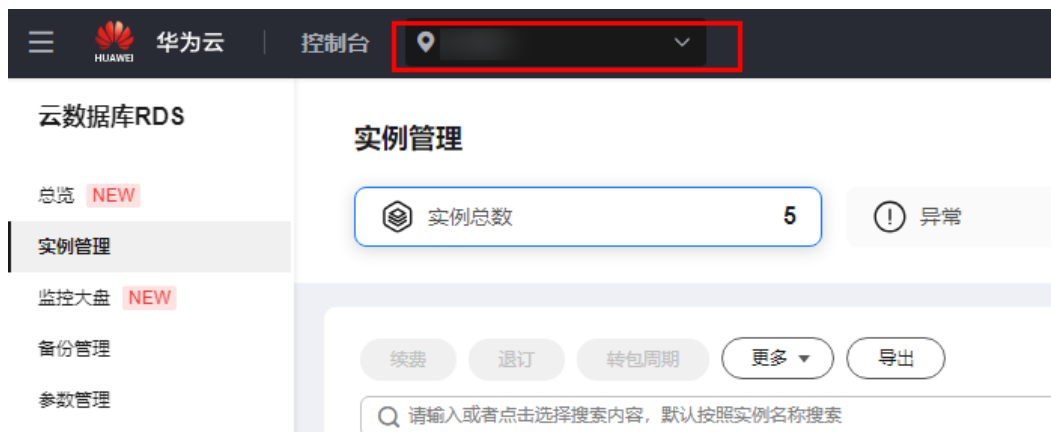 HUAWEI 华为云 控制台
云数据库RDS
总览 NEW
实例管理
监控大盘 NEW
备份管理
参数管理
实例管理
实例总数 5 异常
续费 退订 转包周期 更多 导出
请输入或者点击选择搜索内容，默认按照实例名称搜索